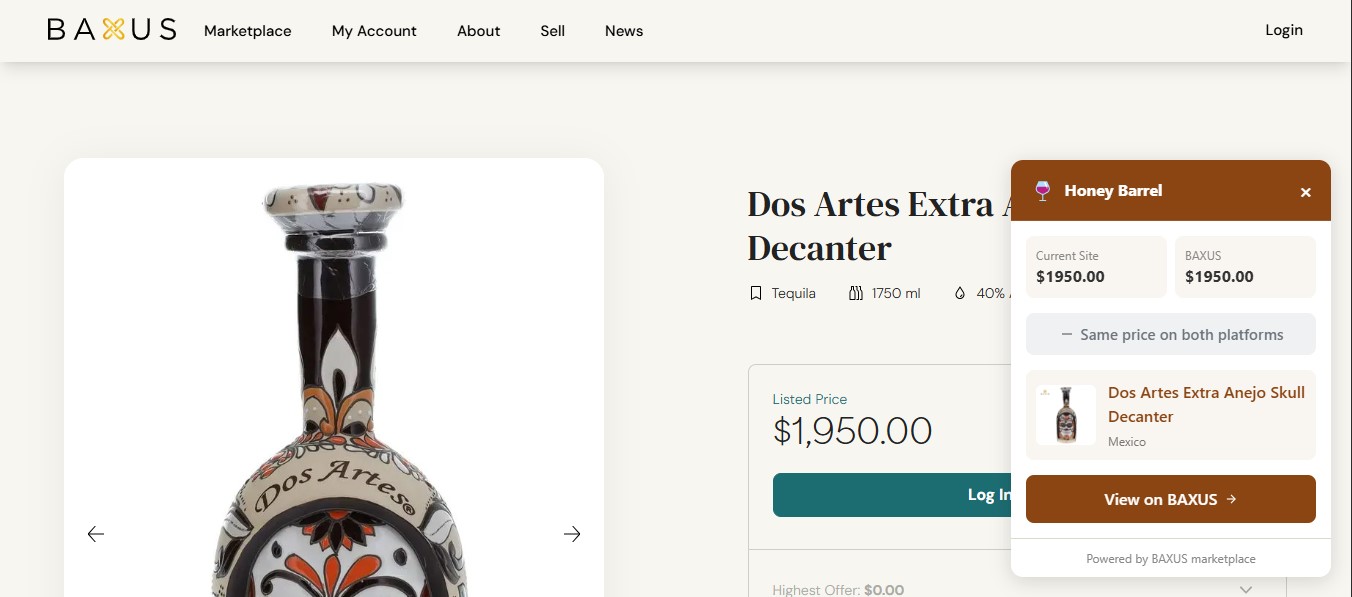 BAXUS
Marketplace
My Account
About
Sell
News
Login
Dos Artes®
Dos Artes Extra
Decanter
Tequila
1750 ml
40%
Listed Price
$1,950.00
Log In
Highest Offer: $0.00
Honey Barrel
×
Current Site
$1950.00
BAXUS
$1950.00
— Same price on both platforms
Dos Artes Extra Anejo Skull
Decanter
Mexico
View on BAXUS →
Powered by BAXUS marketplace